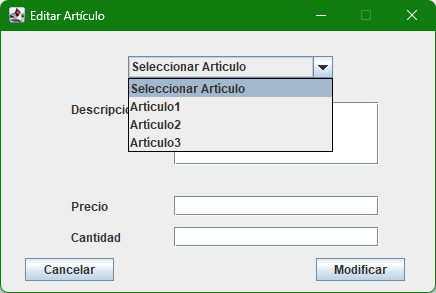 Editar Artículo
Seleccionar Artículo
Seleccionar Artículo
Artículo1
Artículo2
Artículo3
Precio
Cantidad
Cancelar
Modificar